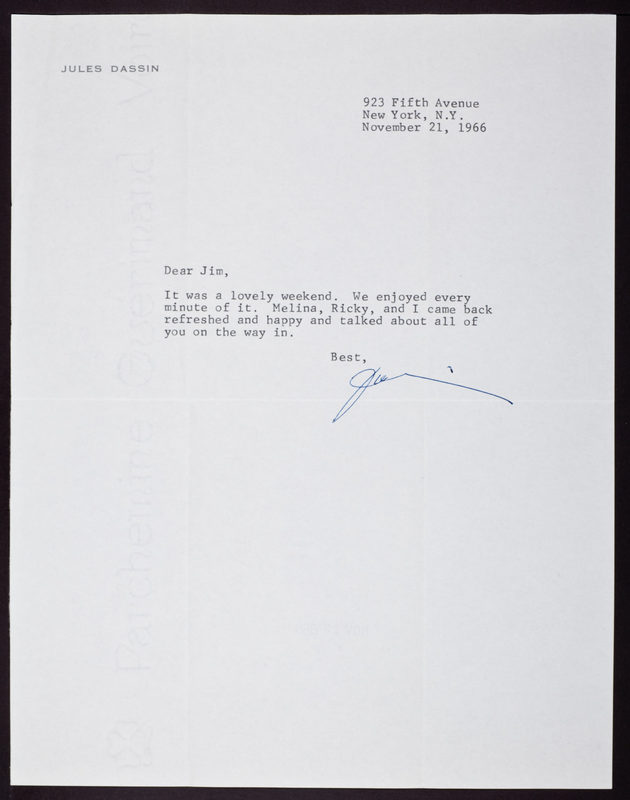 JULES DASSIN
923 Fifth Avenue
New York, N.Y.
November 21, 1966
Dear Jim,
It was a lovely weekend.  We enjoyed every
minute of it.  Melina, Ricky, and I came back
refreshed and happy and talked about all of
you on the way in.
Best,